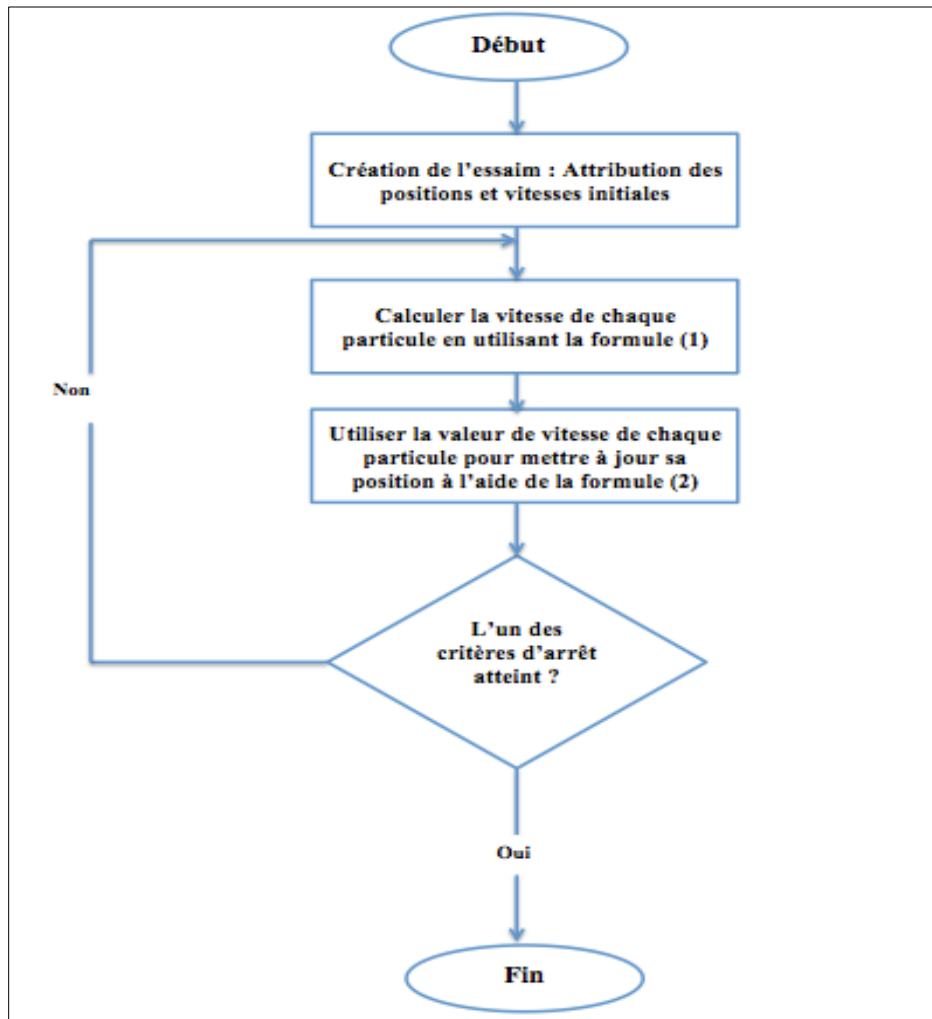 Début
Création de l'essaim : Attribution des
positions et vitesses initiales
Calculer la vitesse de chaque
particule en utilisant la formule (1)
Non
Utiliser la valeur de vitesse de chaque
particule pour mettre à jour sa
position à l'aide de la formule (2)
L'un des
critères d'arrêt
atteint ?
Oui
Fin